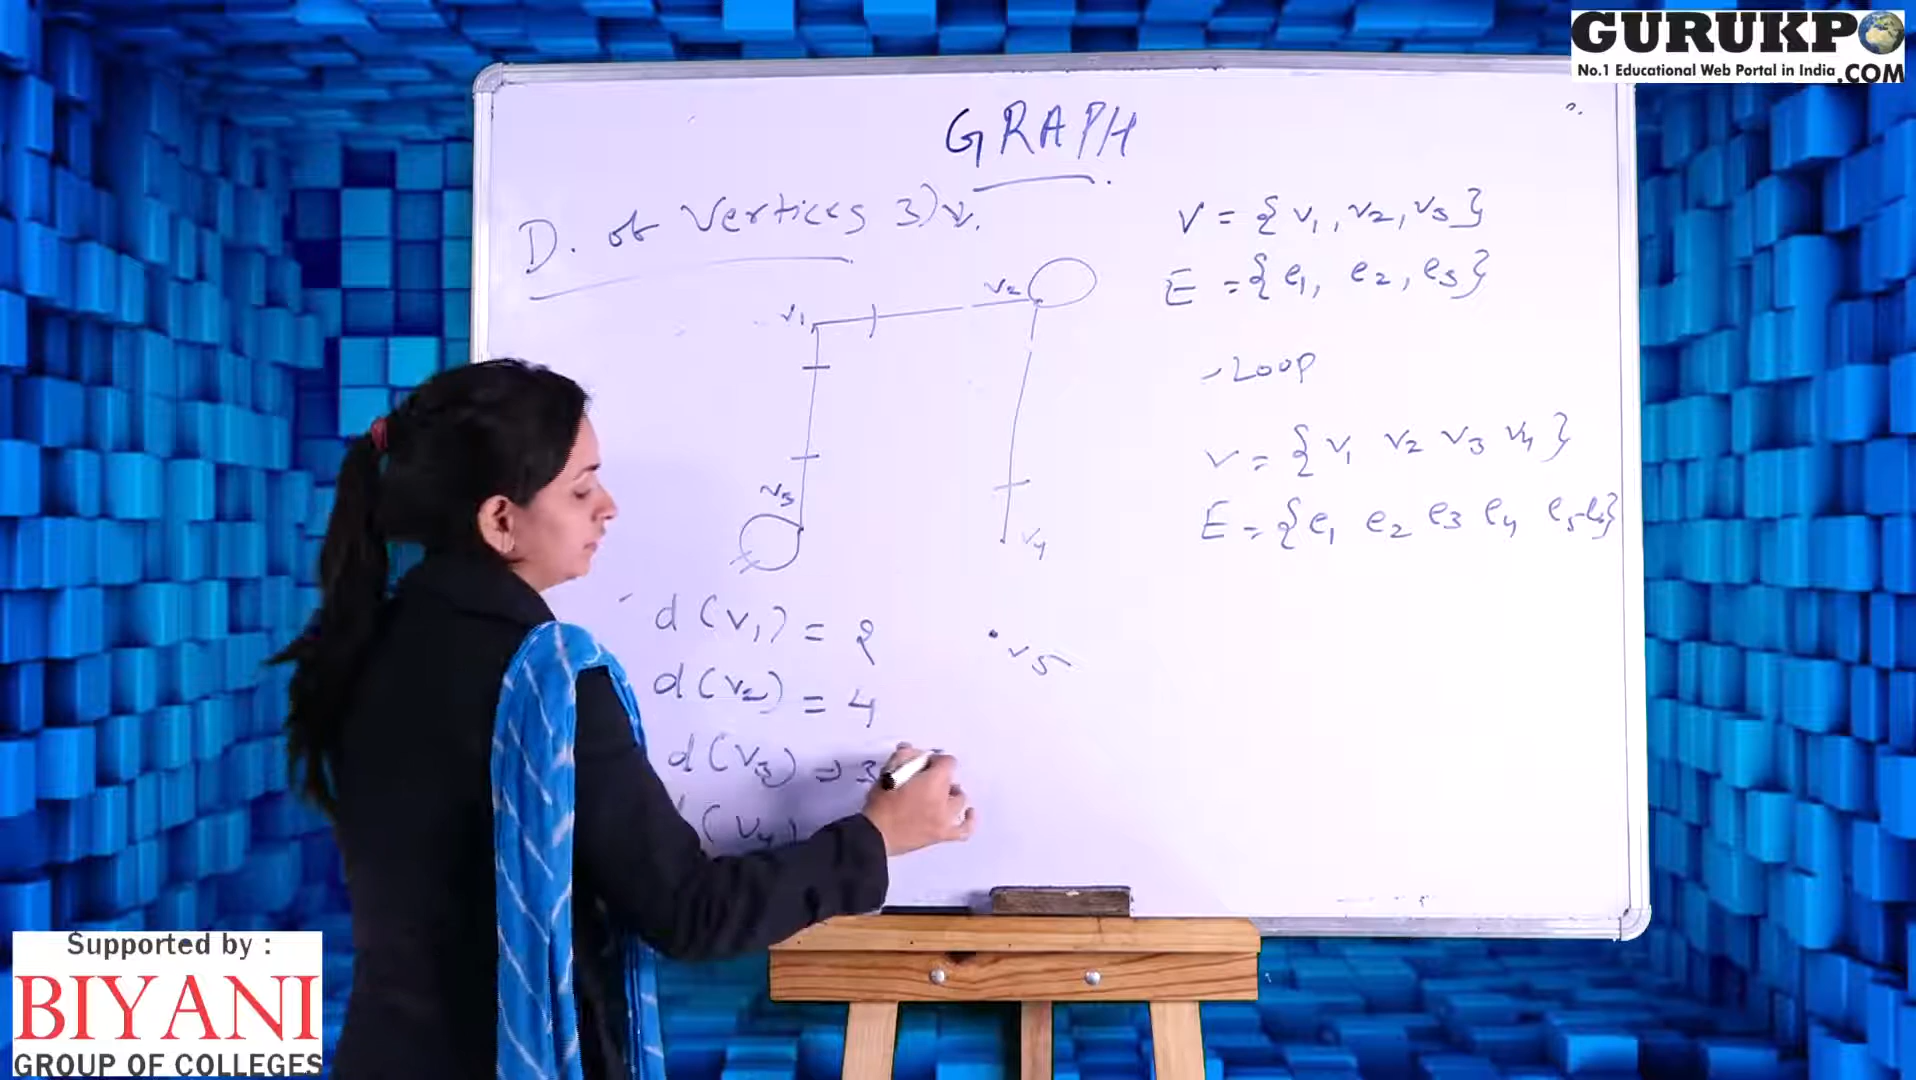 GURUKPO
No.1 Educational Web Portal in India .COM
GRAPH
D. of Vertices 3) v.
V = { v1, v2, v3 }
E = { e1, e2, e3 }
Loop
v1
v2
v3
v4
V = { v1 v2 v3 v4 }
E = { e1 e2 e3 e4 e5
d (v1) = 2
d (v2) = 4
d (v3) = 3
(v4)
v5
Supported by :
BIYANI
GROUP OF COLLEGES